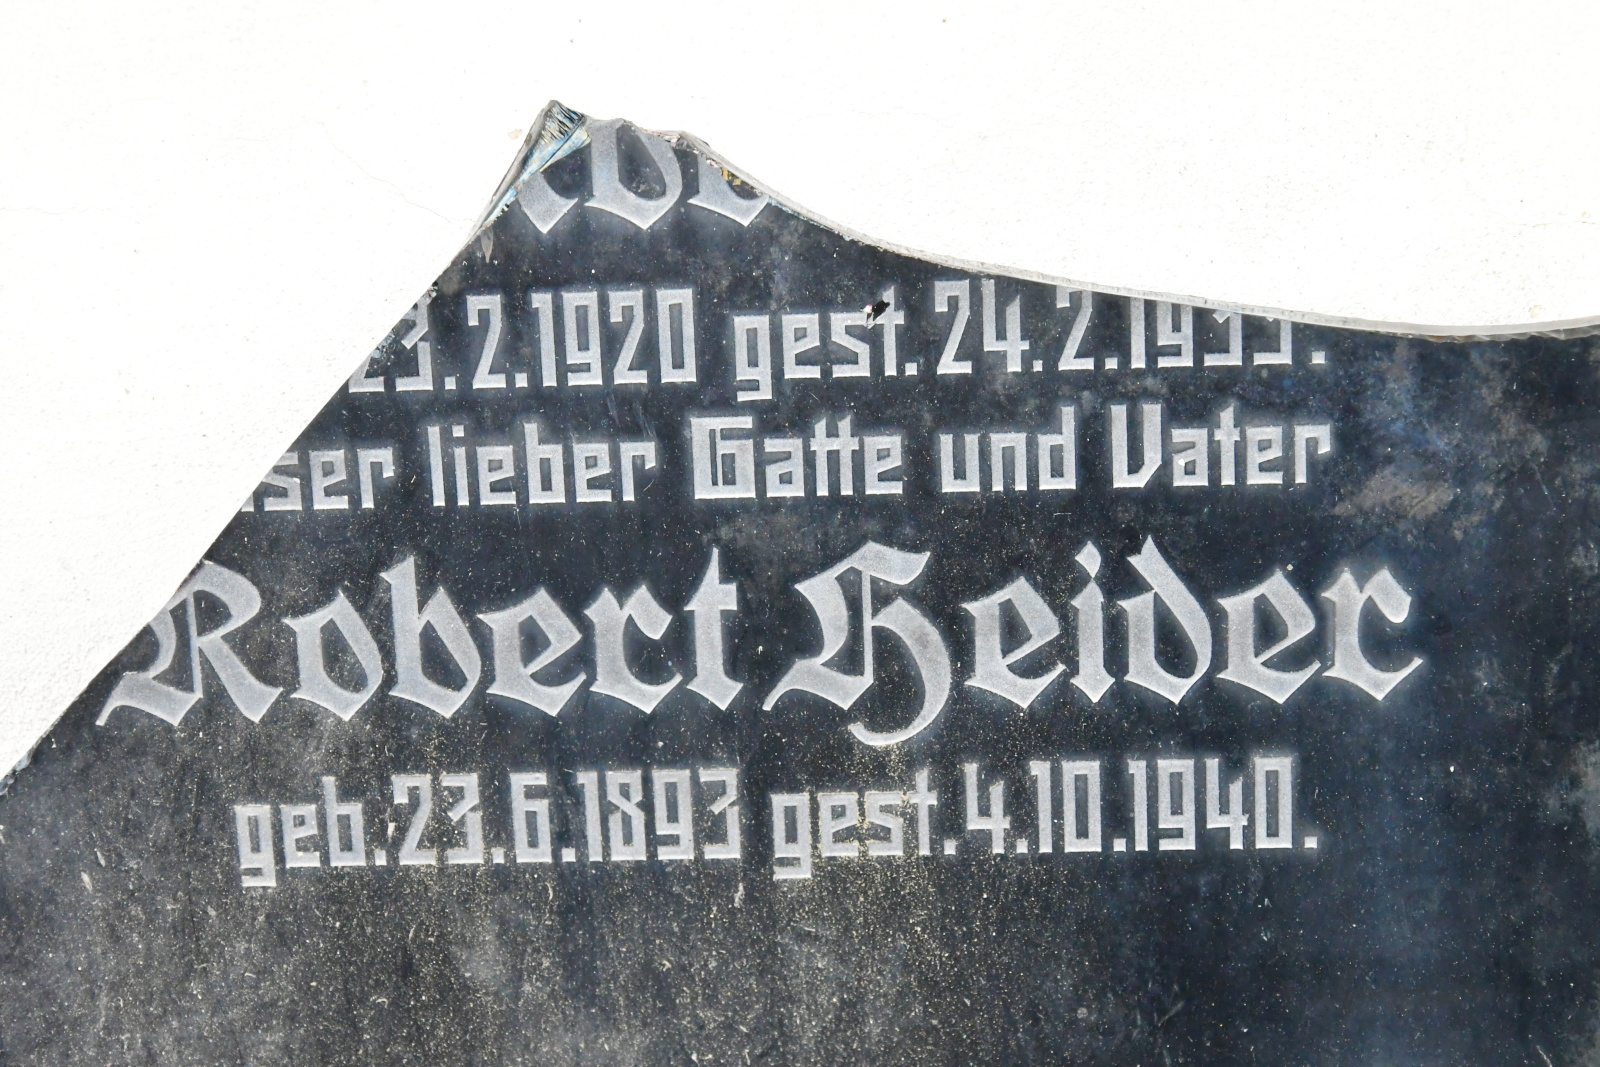 23.2.1920 gest. 24.2.19
ser lieber Gatte und Vater
Robert Heider
geb. 23.6.1893 gest. 4.10.1940.